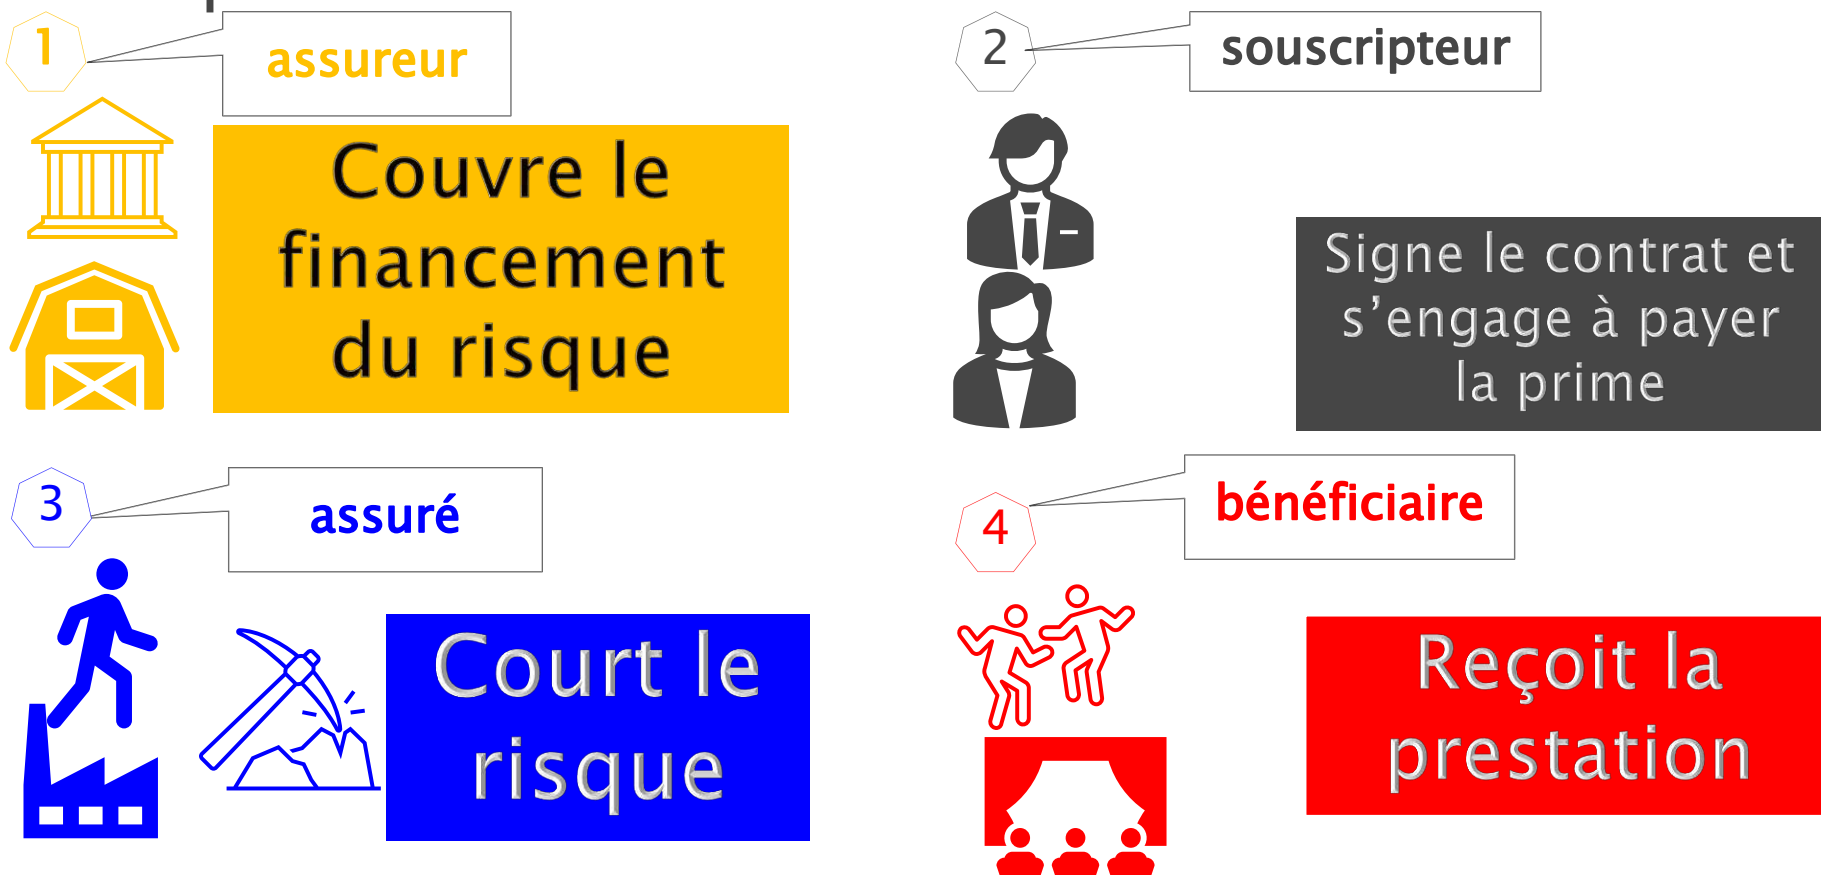 1
assureur
Couvre le
financement
du risque
2
souscripteur
Signe le contrat et
s’engage à payer
la prime
3
assuré
Court le
risque
4
bénéficiaire
Reçoit la
prestation